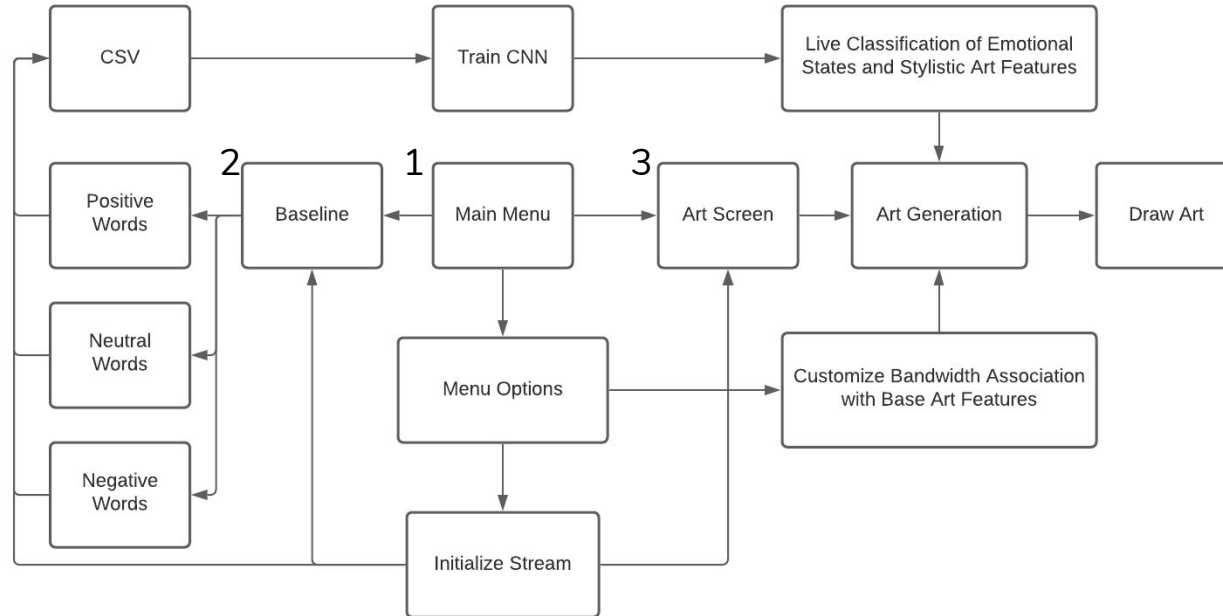 CSV
Train CNN
Live Classification of Emotional
States and Stylistic Art Features
2
1
3
Positive
Words
Baseline
Main Menu
Art Screen
Art Generation
Draw Art
Neutral
Words
Menu Options
Customize Bandwidth Association
with Base Art Features
Negative
Words
Initialize Stream